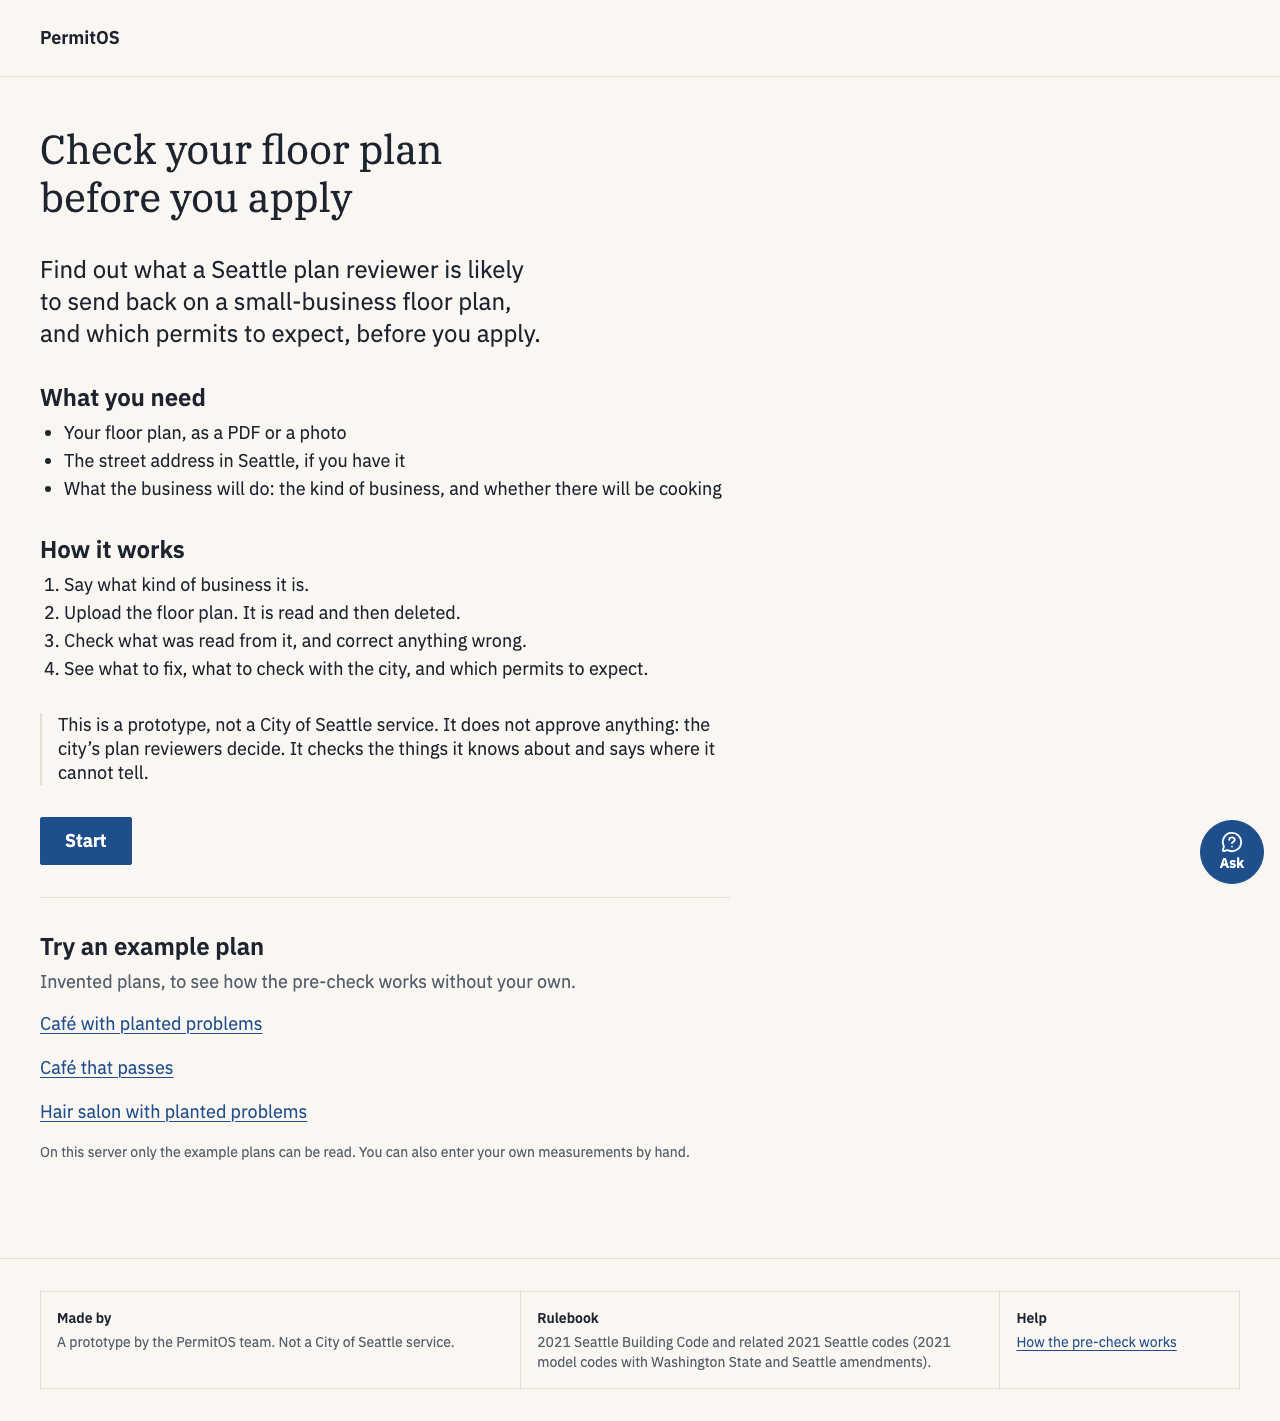 PermitOS
Check your floor plan
before you apply
Find out what a Seattle plan reviewer is likely
to send back on a small-business floor plan,
and which permits to expect, before you apply.
What you need
• Your floor plan, as a PDF or a photo
• The street address in Seattle, if you have it
• What the business will do: the kind of business, and whether there will be cooking
How it works
1. Say what kind of business it is.
2. Upload the floor plan. It is read and then deleted.
3. Check what was read from it, and correct anything wrong.
4. See what to fix, what to check with the city, and which permits to expect.
This is a prototype, not a City of Seattle service. It does not approve anything: the
city’s plan reviewers decide. It checks the things it knows about and says where it
cannot tell.
Start
Ask
Try an example plan
Invented plans, to see how the pre-check works without your own.
Café with planted problems
Café that passes
Hair salon with planted problems
On this server only the example plans can be read. You can also enter your own measurements by hand.
Made by
A prototype by the PermitOS team. Not a City of Seattle service.
Rulebook
2021 Seattle Building Code and related 2021 Seattle codes (2021
model codes with Washington State and Seattle amendments).
Help
How the pre-check works